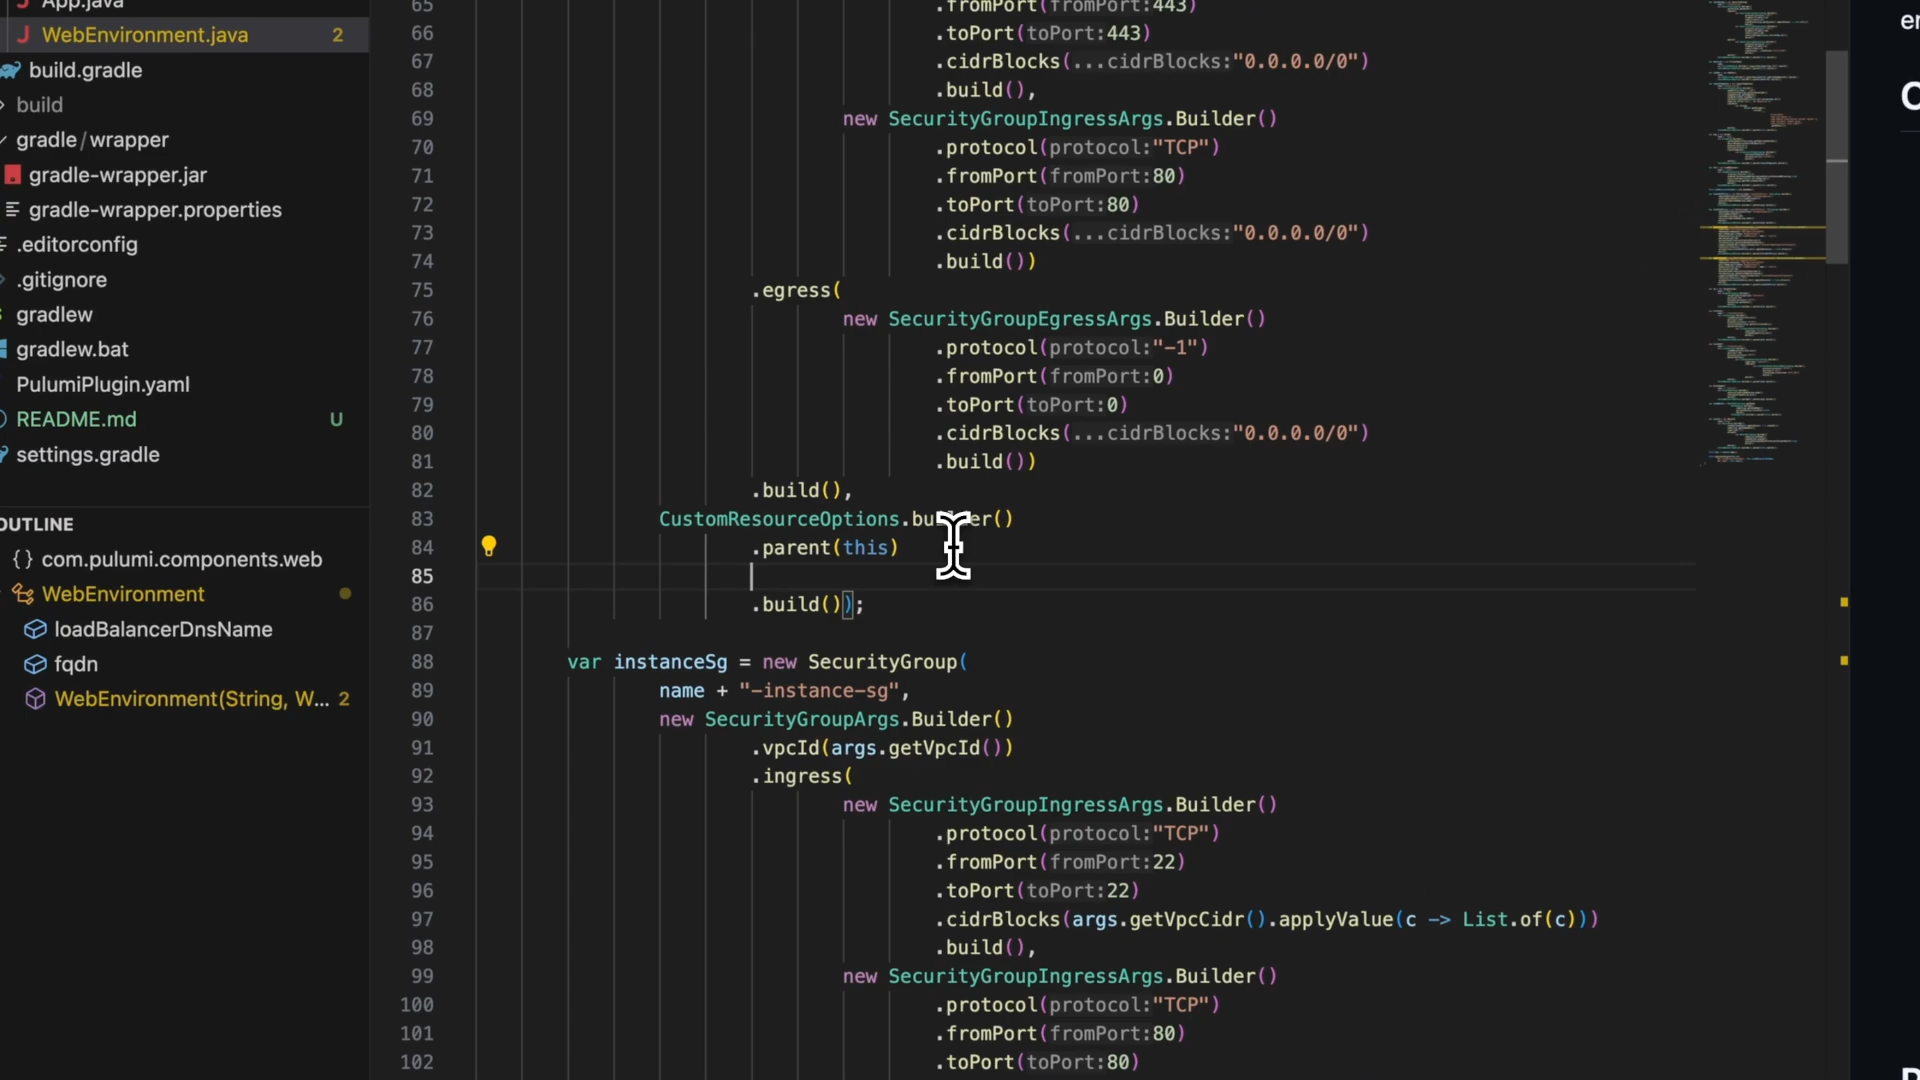 App.java
WebEnvironment.java 2
build.gradle
build
gradle/wrapper
gradle-wrapper.jar
gradle-wrapper.properties
.editorconfig
.gitignore
gradlew
gradlew.bat
PulumiPlugin.yaml
README.md U
settings.gradle
OUTLINE
{} com.pulumi.components.web
WebEnvironment
loadBalancerDnsName
fqdn
WebEnvironment(String, W... 2
65 .fromPort(fromPort:443)
66 .toPort(toPort:443)
67 .cidrBlocks(...cidrBlocks:"0.0.0.0/0")
68 .build(),
69 new SecurityGroupIngressArgs.Builder()
70 .protocol(protocol:"TCP")
71 .fromPort(fromPort:80)
72 .toPort(toPort:80)
73 .cidrBlocks(...cidrBlocks:"0.0.0.0/0")
74 .build())
75 .egress(
76 new SecurityGroupEgressArgs.Builder()
77 .protocol(protocol:"-1")
78 .fromPort(fromPort:0)
79 .toPort(toPort:0)
80 .cidrBlocks(...cidrBlocks:"0.0.0.0/0")
81 .build())
82 .build(),
83 CustomResourceOptions.builder()
84 .parent(this)
85
86 .build());
87
88 var instanceSg = new SecurityGroup(
89 name + "-instance-sg",
90 new SecurityGroupArgs.Builder()
91 .vpcId(args.getVpcId())
92 .ingress(
93 new SecurityGroupIngressArgs.Builder()
94 .protocol(protocol:"TCP")
95 .fromPort(fromPort:22)
96 .toPort(toPort:22)
97 .cidrBlocks(args.getVpcCidr().applyValue(c -> List.of(c)))
98 .build(),
99 new SecurityGroupIngressArgs.Builder()
100 .protocol(protocol:"TCP")
101 .fromPort(fromPort:80)
102 .toPort(toPort:80)